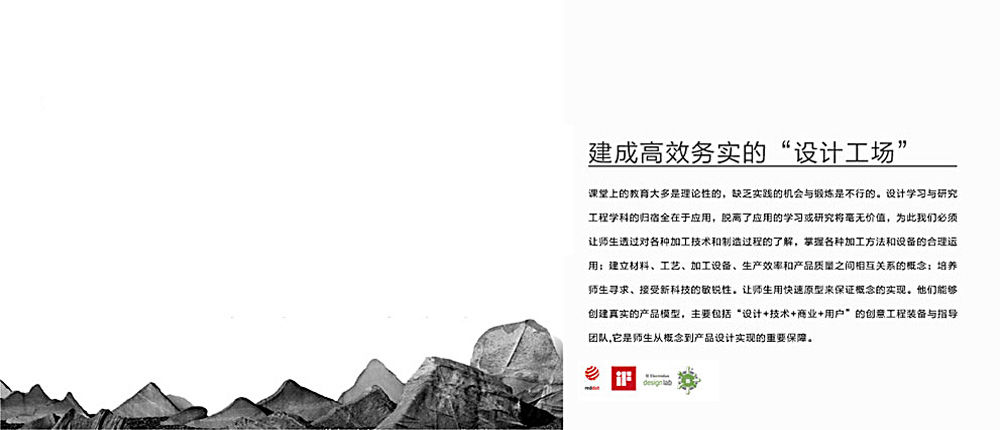 建成高效务实的“设计工场”
课堂上的教育大多是理论性的，缺乏实践的机会与锻炼是不行的。设计学习与研究
工程学科的归宿全在于应用，脱离了应用的学习或研究将毫无价值，为此我们必须
让师生透过对各种加工技术和制造过程的了解，掌握各种加工方法和设备的合理运
用；建立材料、工艺、加工设备、生产效率和产品质量之间相互关系的概念；培养
师生寻求、接受新科技的敏锐性。让师生用快速原型来保证概念的实现。他们能够
创建真实的产品模型，主要包括“设计+技术+商业+用户”的创意工程装备与指导
团队,它是师生从概念到产品设计实现的重要保障。
reddot
iF
Electrolux
design lab